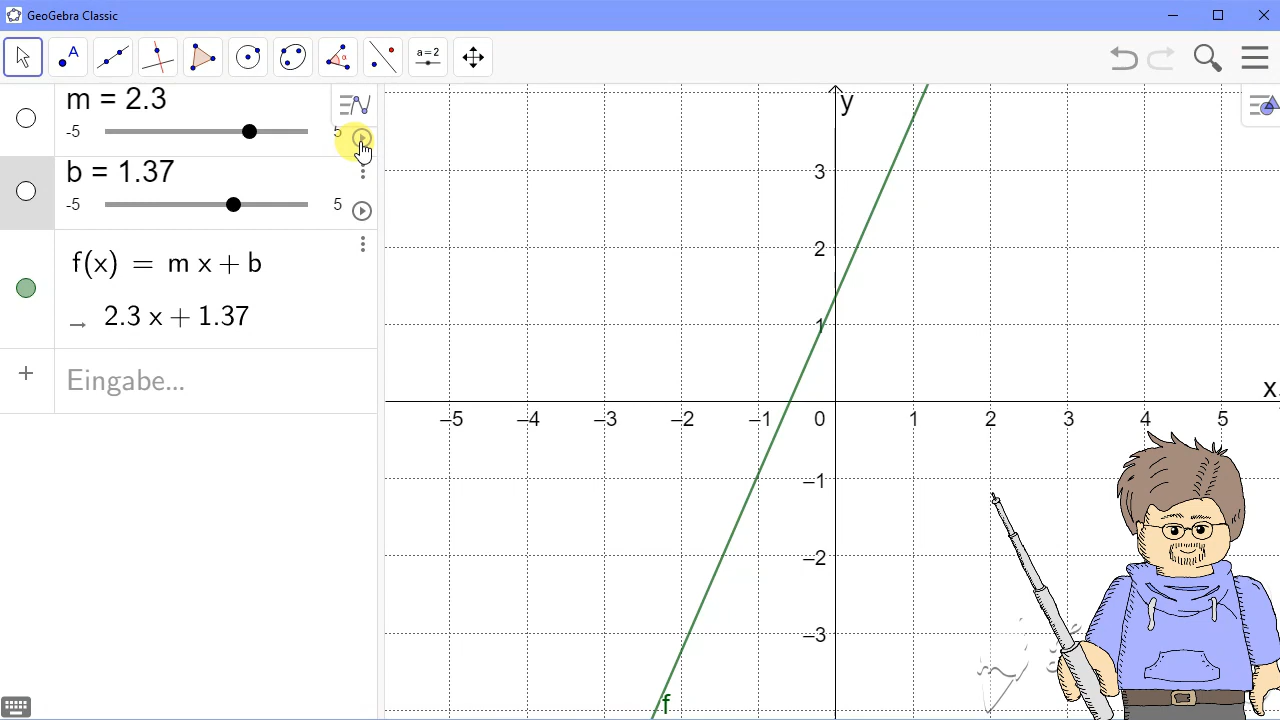 GeoGebra Classic
A
α
a=2
m = 2.3
-5
5
b = 1.37
-5
5
f(x) = m x + b
→ 2.3 x + 1.37
+
Eingabe...
y
3
2
1
x
–5 –4 –3 –2 –1 0 1 2 3 4 5
–1
–2
–3
f